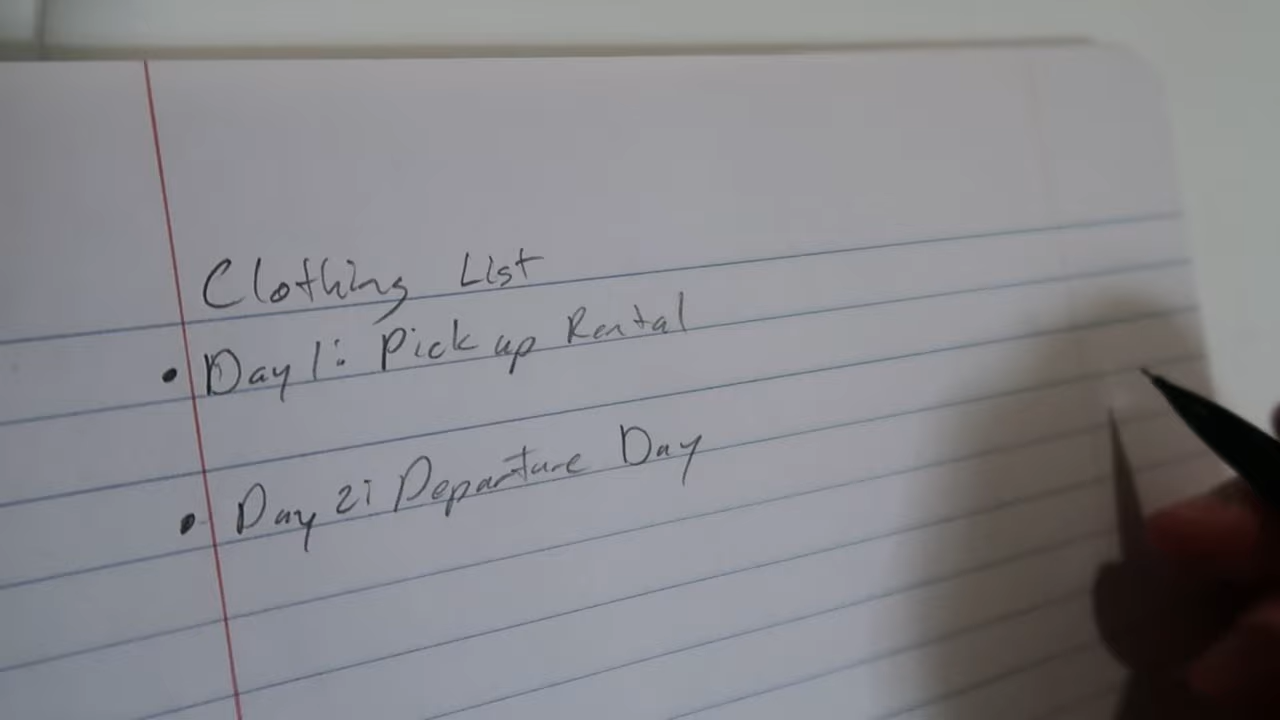 Clothing List
• Day 1: Pick up Rental
• Day 2: Departure Day